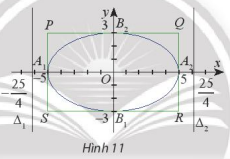 y
P 3 B₂ Q
A₁ A₂ x
-25/4 -5 O 5 25/4
S -3 B₁ R
Δ₁ Δ₂
Hình 11